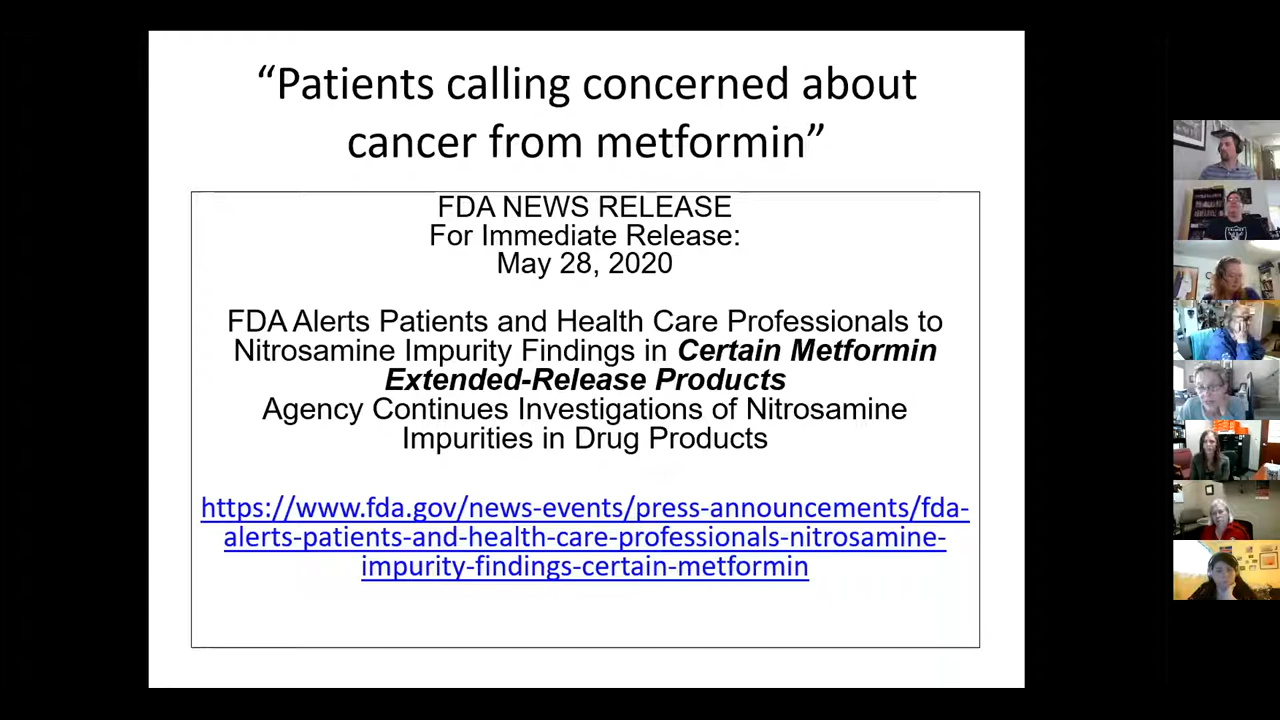 “Patients calling concerned about
cancer from metformin”
FDA NEWS RELEASE
For Immediate Release:
May 28, 2020
FDA Alerts Patients and Health Care Professionals to
Nitrosamine Impurity Findings in Certain Metformin
Extended-Release Products
Agency Continues Investigations of Nitrosamine
Impurities in Drug Products
https://www.fda.gov/news-events/press-announcements/fda-
alerts-patients-and-health-care-professionals-nitrosamine-
impurity-findings-certain-metformin